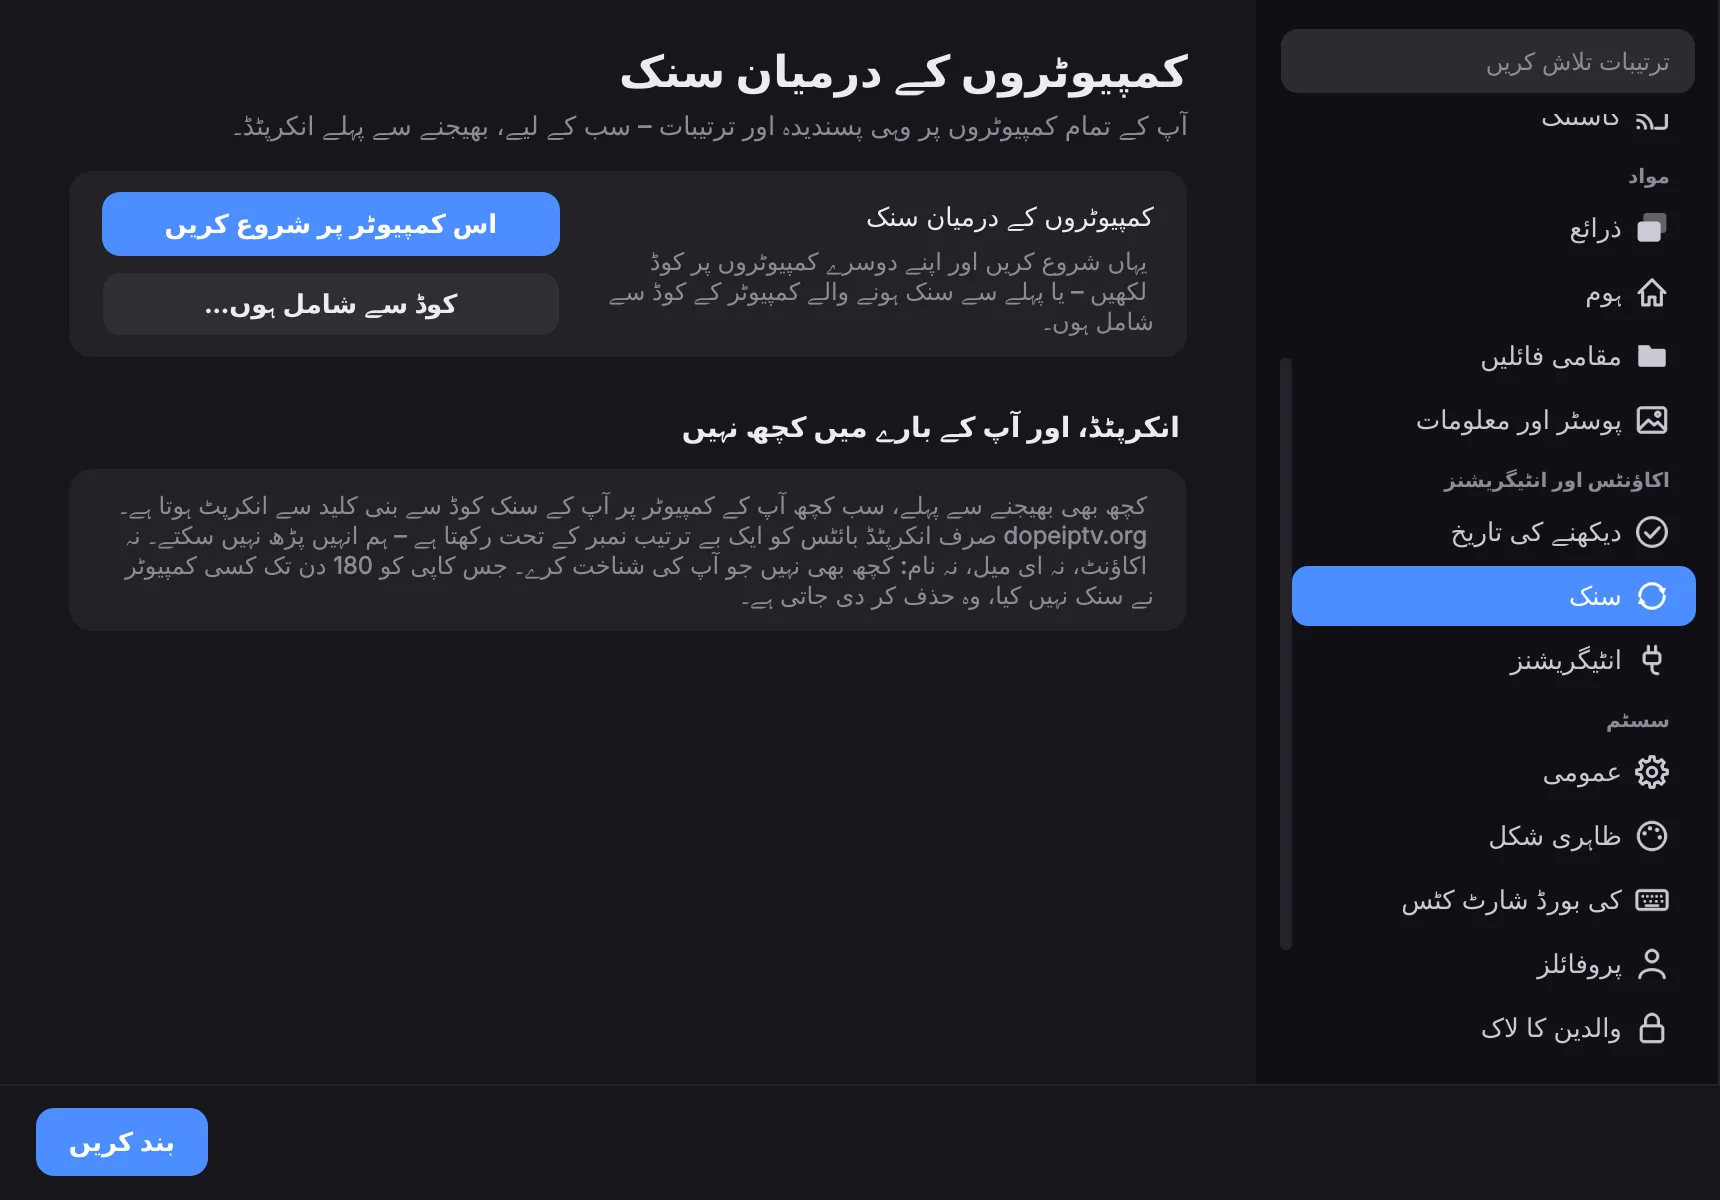 ترتیبات تلاش کریں
کاسٹنگ
مواد
ذرائع
ہوم
مقامی فائلیں
پوسٹر اور معلومات
اکاؤنٹس اور انٹیگریشنز
دیکھنے کی تاریخ
سنک
انٹیگریشنز
سسٹم
عمومی
ظاہری شکل
کی بورڈ شارٹ کٹس
پروفائلز
والدین کا لاک
کمپیوٹروں کے درمیان سنک
آپ کے تمام کمپیوٹروں پر وہی پسندیدہ اور ترتیبات – سب کے لیے، بھیجنے سے پہلے انکرپٹڈ۔
کمپیوٹروں کے درمیان سنک
یہاں شروع کریں اور اپنے دوسرے کمپیوٹروں پر کوڈ
لکھیں – یا پہلے سے سنک ہونے والے کمپیوٹر کے کوڈ سے
شامل ہوں۔
اس کمپیوٹر پر شروع کریں
کوڈ سے شامل ہوں...
انکرپٹڈ، اور آپ کے بارے میں کچھ نہیں
کچھ بھی بھیجنے سے پہلے، سب کچھ آپ کے کمپیوٹر پر آپ کے سنک کوڈ سے بنی کلید سے انکرپٹ ہوتا ہے۔
dopeiptv.org صرف انکرپٹڈ بائٹس کو ایک بے ترتیب نمبر کے تحت رکھتا ہے – ہم انہیں پڑھ نہیں سکتے۔ نہ
اکاؤنٹ، نہ ای میل، نہ نام: کچھ بھی نہیں جو آپ کی شناخت کرے۔ جس کاپی کو 180 دن تک کسی کمپیوٹر
نے سنک نہیں کیا، وہ حذف کر دی جاتی ہے۔
بند کریں